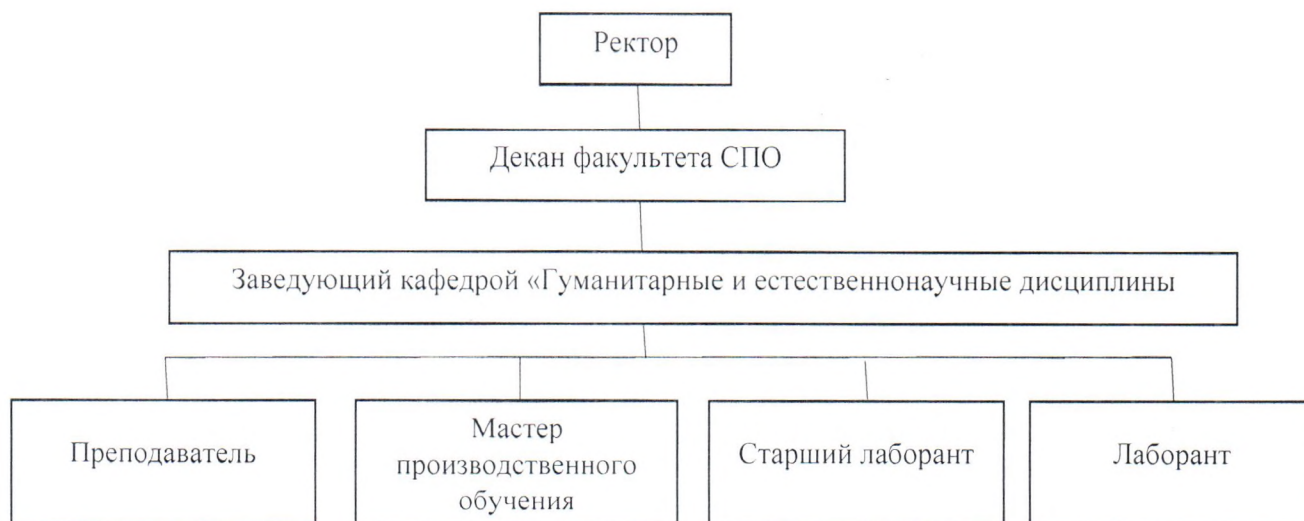 Ректор
Декан факультета СПО
Заведующий кафедрой «Гуманитарные и естественнонаучные дисциплины
Преподаватель
Мастер
производственного
обучения
Старший лаборант
Лаборант